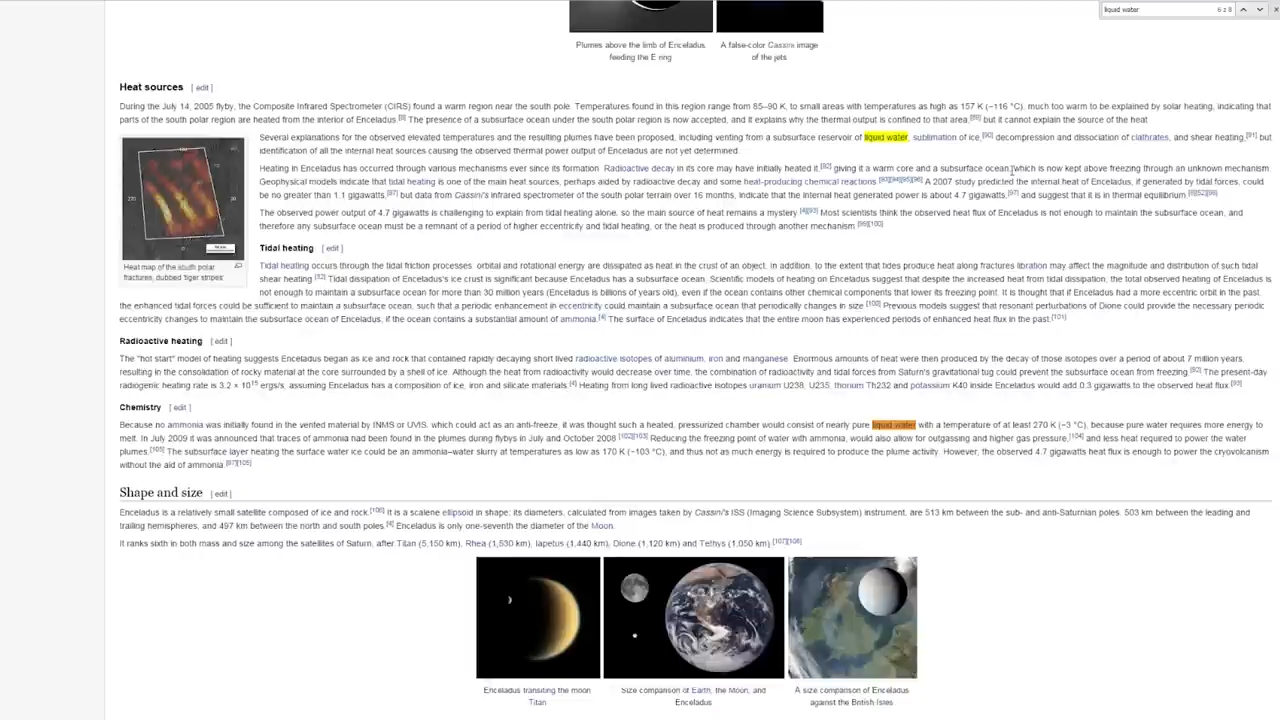 liquid water 6 z 8
Plumes above the limb of Enceladus
feeding the E ring
A false-color Cassini image
of the jets
Heat sources [ edit ]
During the July 14, 2005 flyby, the Composite Infrared Spectrometer (CIRS) found a warm region near the south pole. Temperatures found in this region range from 85–90 K, to small areas with temperatures as high as 157 K (−116 °C), much too warm to be explained by solar heating, indicating that
parts of the south polar region are heated from the interior of Enceladus.[9] The presence of a subsurface ocean under the south polar region is now accepted, and it explains why the thermal output is confined to that area,[89] but it cannot explain the source of the heat
Several explanations for the observed elevated temperatures and the resulting plumes have been proposed, including venting from a subsurface reservoir of liquid water, sublimation of ice,[90] decompression and dissociation of clathrates, and shear heating,[91] but
identification of all the internal heat sources causing the observed thermal power output of Enceladus are not yet determined.
Heating in Enceladus has occurred through various mechanisms ever since its formation. Radioactive decay in its core may have initially heated it,[92] giving it a warm core and a subsurface ocean, which is now kept above freezing through an unknown mechanism.
Geophysical models indicate that tidal heating is one of the main heat sources, perhaps aided by radioactive decay and some heat-producing chemical reactions.[93][94][95][96] A 2007 study predicted the internal heat of Enceladus, if generated by tidal forces, could
be no greater than 1.1 gigawatts,[97] but data from Cassini's infrared spectrometer of the south polar terrain over 16 months, indicate that the internal heat generated power is about 4.7 gigawatts,[97] and suggest that it is in thermal equilibrium.
The observed power output of 4.7 gigawatts is challenging to explain from tidal heating alone, so the main source of heat remains a mystery.[4][93] Most scientists think the observed heat flux of Enceladus is not enough to maintain the subsurface ocean, and
therefore any subsurface ocean must be a remnant of a period of higher eccentricity and tidal heating, or the heat is produced through another mechanism.[99][100]
Heat map of the south polar
fractures, dubbed 'tiger stripes'
Tidal heating [ edit ]
Tidal heating occurs through the tidal friction processes: orbital and rotational energy are dissipated as heat in the crust of an object. In addition, to the extent that tides produce heat along fractures libration may affect the magnitude and distribution of such tidal
shear heating.[52] Tidal dissipation of Enceladus's ice crust is significant because Enceladus has a subsurface ocean. Scientific models of heating on Enceladus suggest that despite the increased heat from tidal dissipation, the total observed heating of Enceladus is
not enough to maintain a subsurface ocean for more than 30 million years (Enceladus is billions of years old), even if the ocean contains other chemical components that lower its freezing point. It is thought that if Enceladus had a more eccentric orbit in the past,
the enhanced tidal forces could be sufficient to maintain a subsurface ocean, such that a periodic enhancement in eccentricity could maintain a subsurface ocean that periodically changes in size.[100] Previous models suggest that resonant perturbations of Dione could provide the necessary periodic
eccentricity changes to maintain the subsurface ocean of Enceladus, if the ocean contains a substantial amount of ammonia.[4] The surface of Enceladus indicates that the entire moon has experienced periods of enhanced heat flux in the past.[101]
Radioactive heating [ edit ]
The "hot start" model of heating suggests Enceladus began as ice and rock that contained rapidly decaying short lived radioactive isotopes of aluminium, iron and manganese. Enormous amounts of heat were then produced by the decay of those isotopes over a period of about 7 million years,
resulting in the consolidation of rocky material at the core surrounded by a shell of ice. Although the heat from radioactivity would decrease over time, the combination of radioactivity and tidal forces from Saturn's gravitational tug could prevent the subsurface ocean from freezing.[92] The present-day
radiogenic heating rate is 3.2 × 10¹⁵ ergs/s, assuming Enceladus has a composition of ice, iron and silicate materials.[4] Heating from long lived radioactive isotopes uranium U238, U235, thorium Th232 and potassium K40 inside Enceladus would add 0.3 gigawatts to the observed heat flux.[93]
Chemistry [ edit ]
Because no ammonia was initially found in the vented material by INMS or UVIS, which could act as an anti-freeze, it was thought such a heated, pressurized chamber would consist of nearly pure liquid water with a temperature of at least 270 K (−3 °C), because pure water requires more energy to
melt. In July 2009 it was announced that traces of ammonia had been found in the plumes during flybys in July and October 2008.[102][103] Reducing the freezing point of water with ammonia, would also allow for outgassing and higher gas pressure,[104] and less heat required to power the water
plumes.[105] The subsurface layer heating the surface water ice could be an ammonia–water slurry at temperatures as low as 170 K (−103 °C), and thus not as much energy is required to produce the plume activity. However, the observed 4.7 gigawatts heat flux is enough to power the cryovolcanism
without the aid of ammonia.[97][105]
Shape and size [ edit ]
Enceladus is a relatively small satellite composed of ice and rock.[106] It is a scalene ellipsoid in shape; its diameters, calculated from images taken by Cassini's ISS (Imaging Science Subsystem) instrument, are 513 km between the sub- and anti-Saturnian poles, 503 km between the leading and
trailing hemispheres, and 497 km between the north and south poles.[4] Enceladus is only one-seventh the diameter of the Moon.
It ranks sixth in both mass and size among the satellites of Saturn, after Titan (5,150 km), Rhea (1,530 km), Iapetus (1,440 km), Dione (1,120 km) and Tethys (1,050 km).[107][108]
Enceladus transiting the moon
Titan
Size comparison of Earth, the Moon, and
Enceladus
A size comparison of Enceladus
against the British Isles